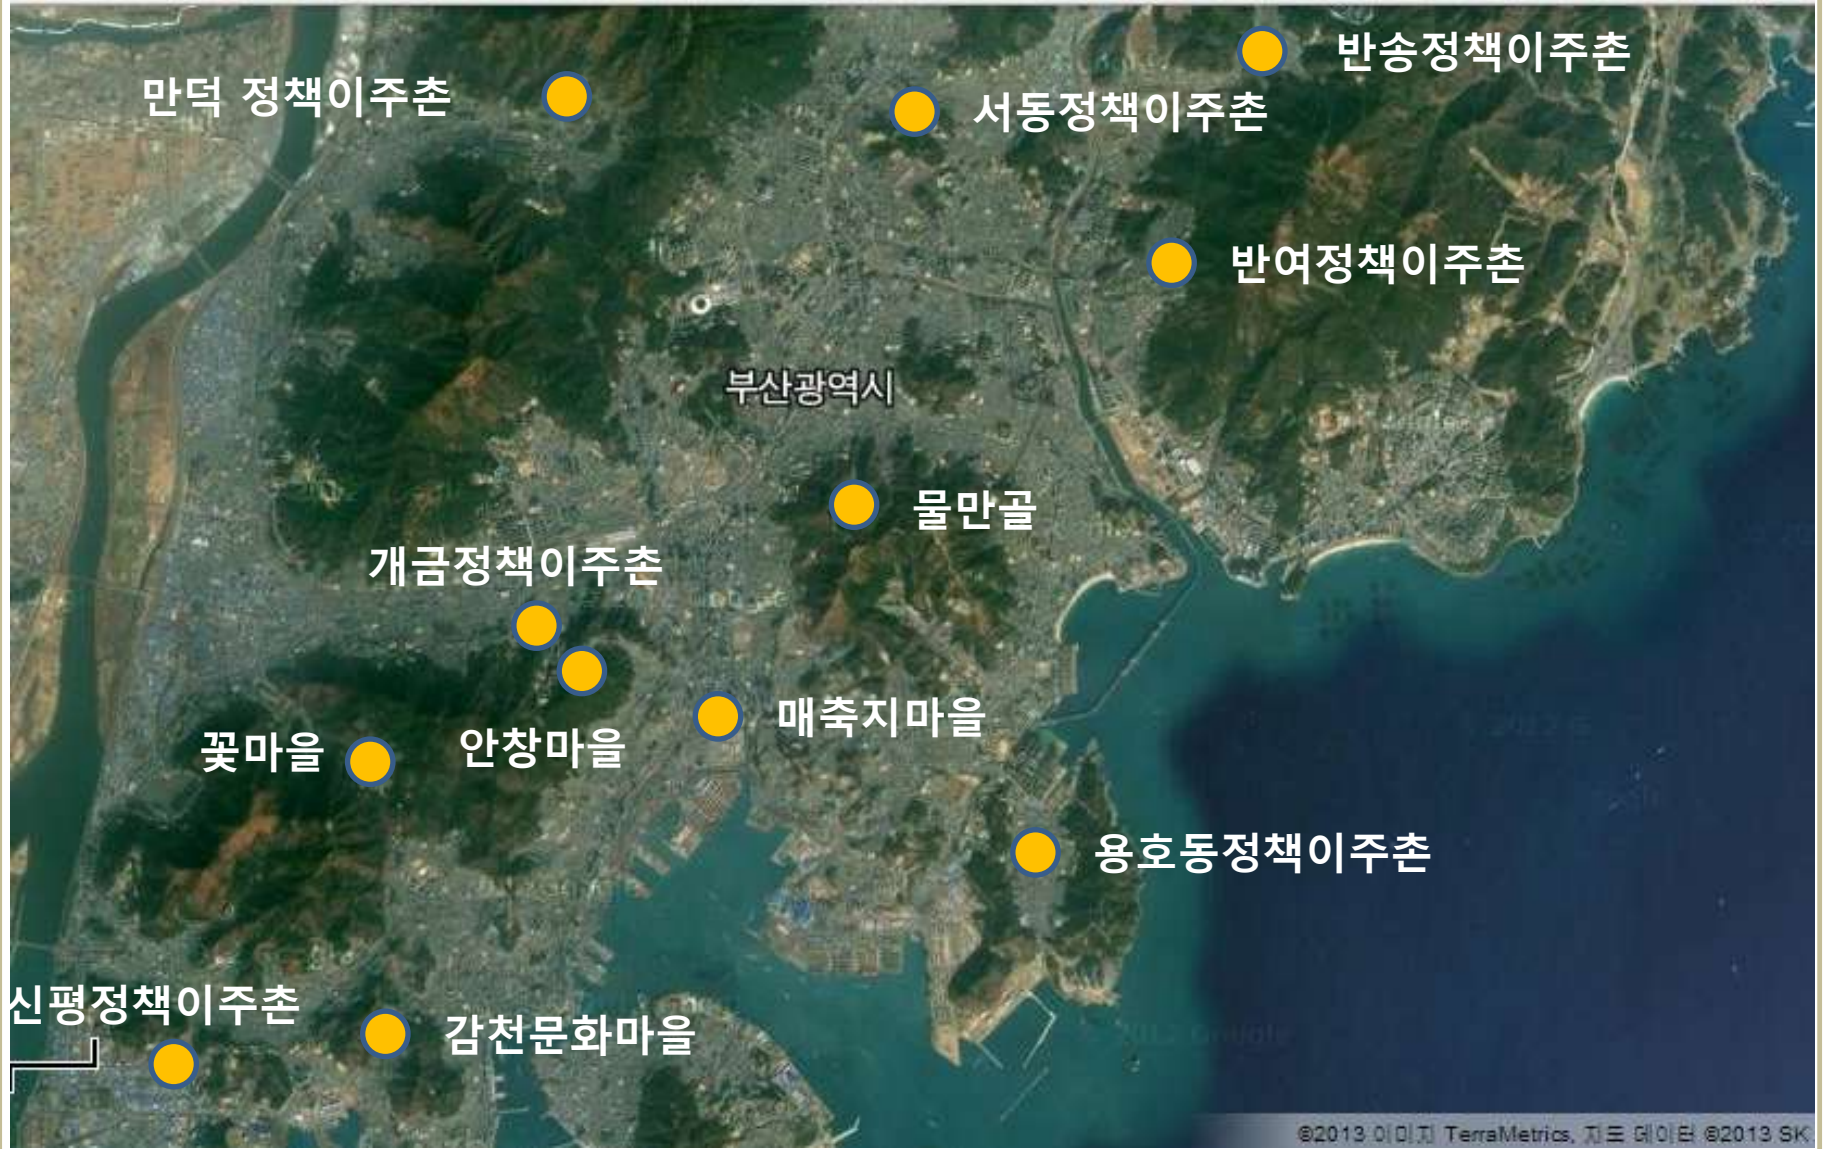 반송정책이주촌
만덕 정책이주촌
서동정책이주촌
반여정책이주촌
부산광역시
물만골
개금정책이주촌
매축지마을
꽃마을
안창마을
용호동정책이주촌
신평정책이주촌
감천문화마을
©2013 이미지 TerraMetrics, 지도 데이터 ©2013 SK